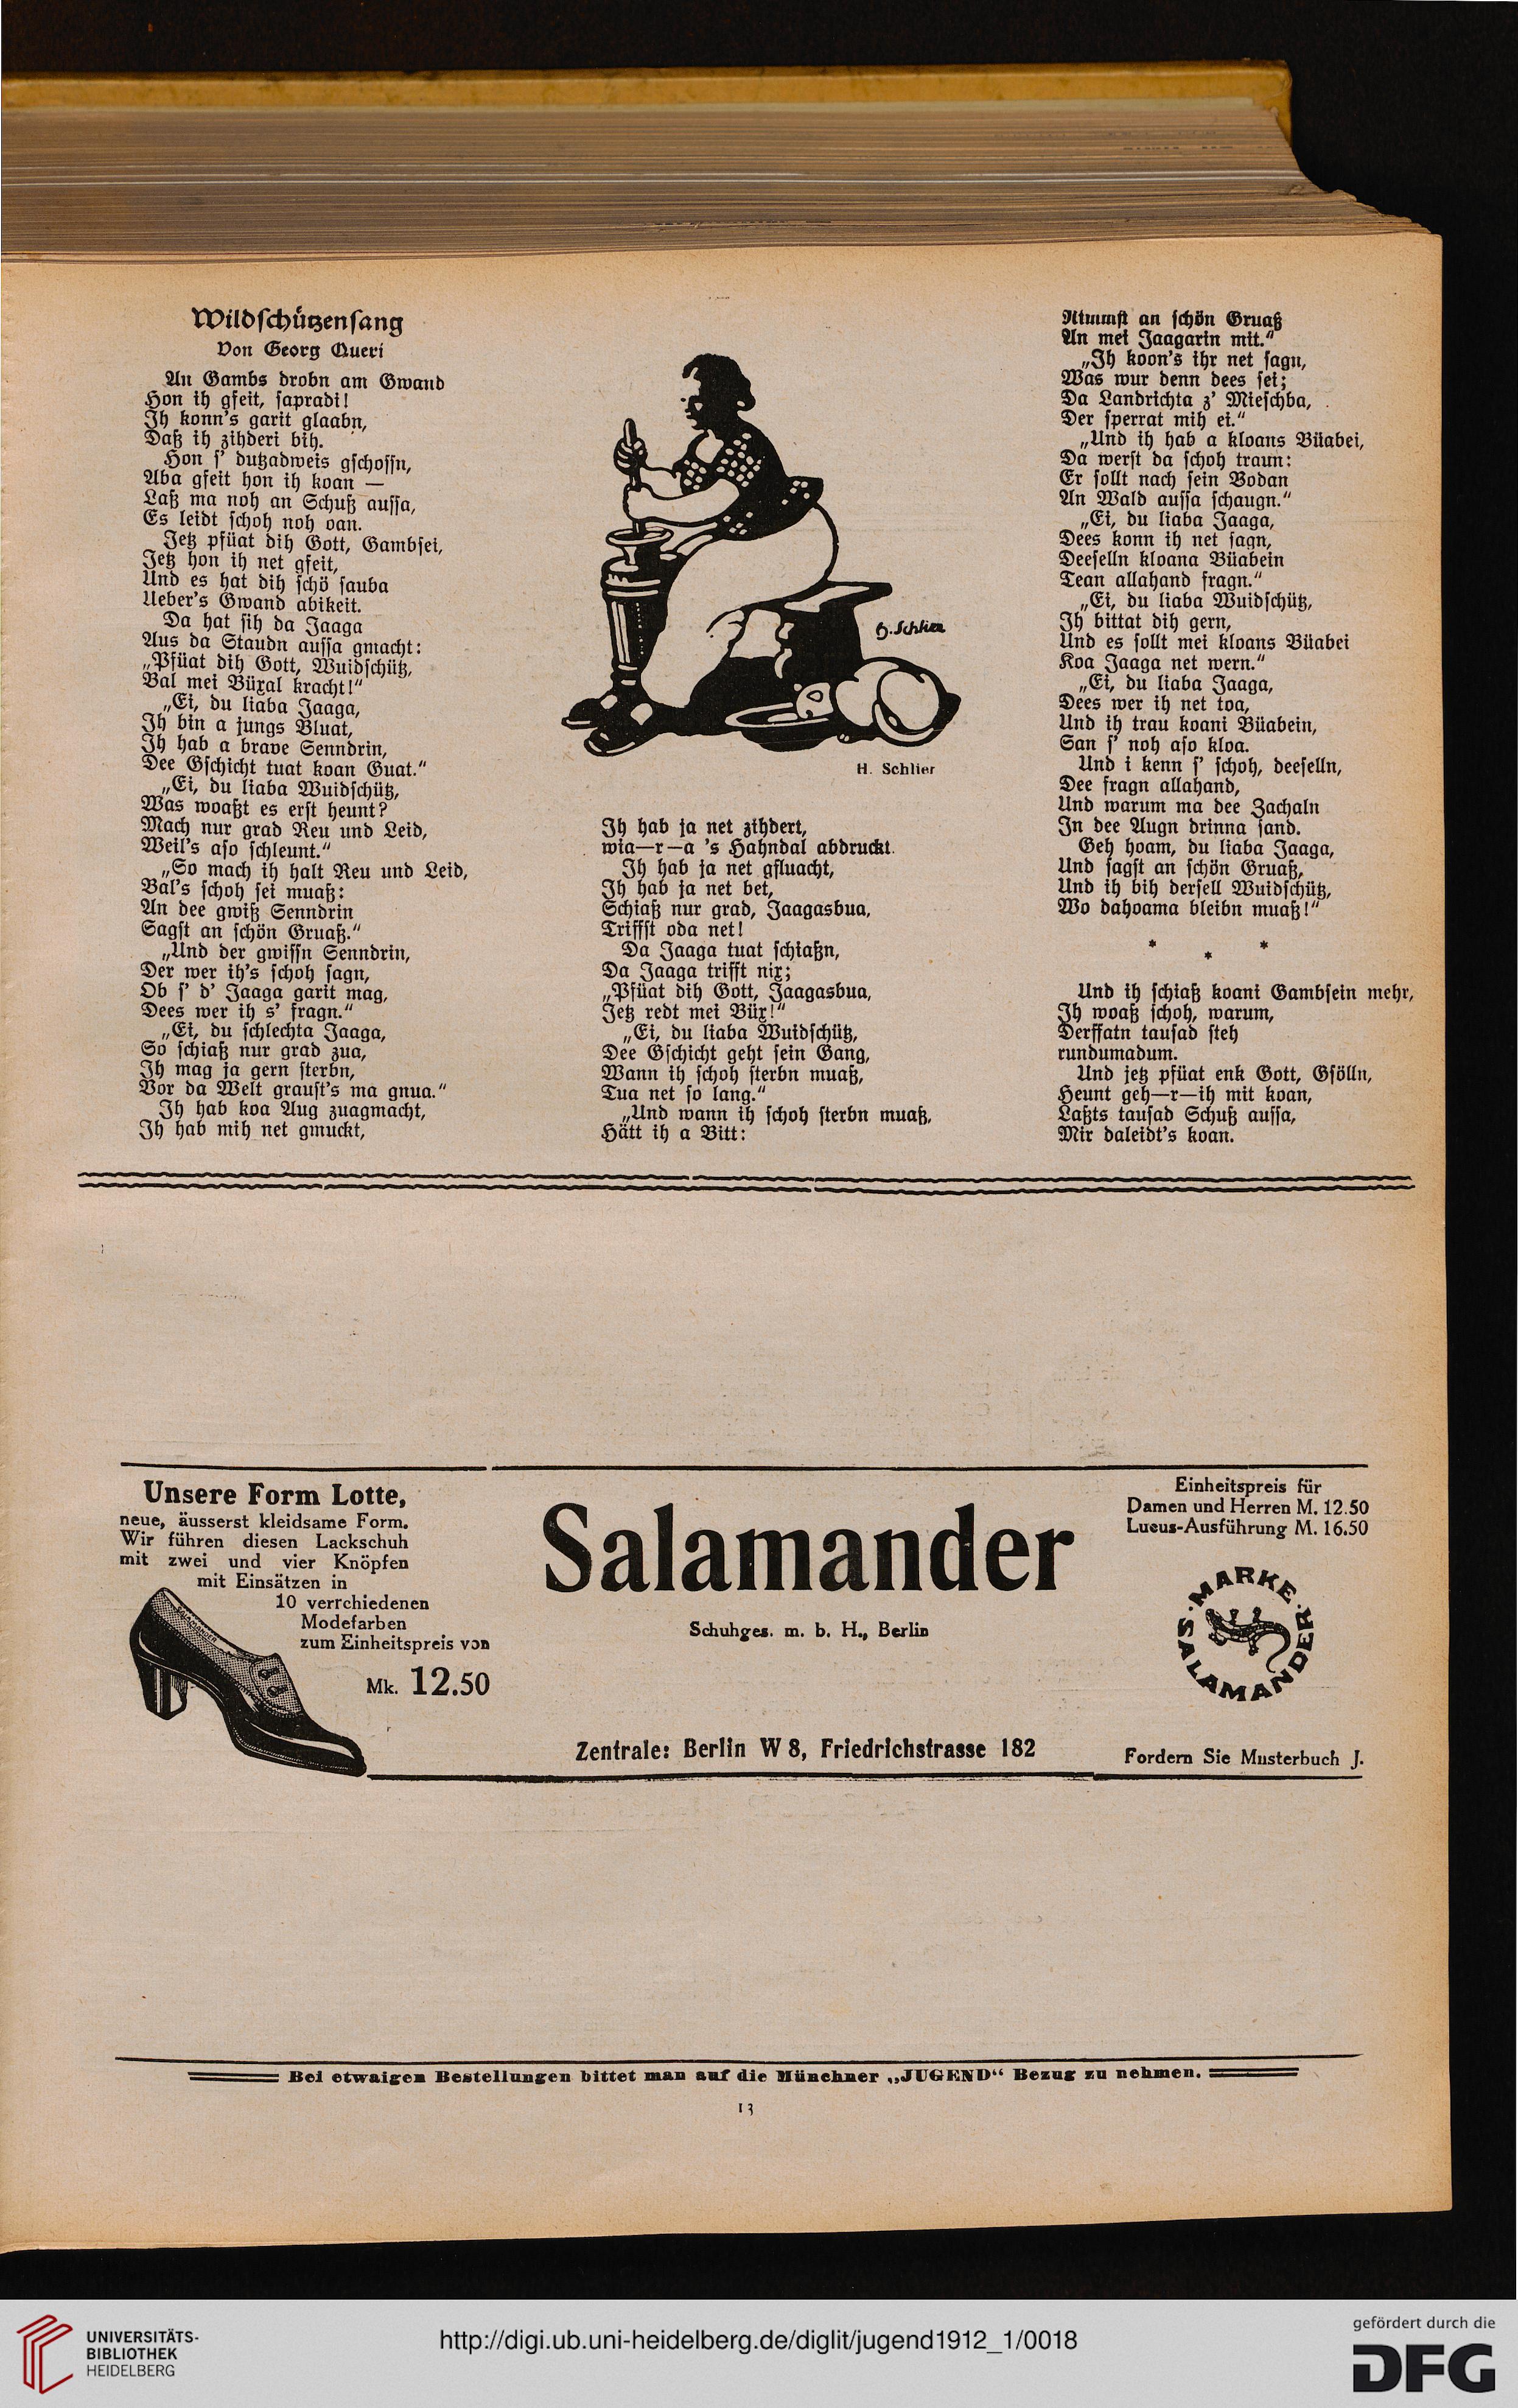 Wildschützensang
Von Georg Queri
An Gambs drobn am Gwand
Hon ih gfeit, sapradi!
Ih konn's garit glaabn,
Daß ih zihderi bih.
Hon s' dutzadweis gschossn,
Aba gfeit hon ih koan —
Laß ma noh an Schuß aussa,
Es leidt schoh noh oan.
Jetz pfüat dih Gott, Gambsei,
Jetz hon ih net gfeit,
Und es hat dih schö sauba
Ueber's Gwand abikeit.
Da hat sih da Jaaga
Aus da Staudn aussa gmacht:
„Pfüat dih Gott, Wuidschütz,
Bal mei Büxal kracht!"
„Ei, du liaba Jaaga,
Ih bin a jungs Bluat,
Ih hab a brave Senndrin,
Dee Gschicht tuat koan Guat."
„Ei, du liaba Wuidschütz,
Was woaßt es erst heunt?
Mach nur grad Reu und Leid,
Weil's aso schleunt."
„So mach ih halt Reu und Leid,
Bal's schoh sei muaß:
An dee gwiß Senndrin
Sagst an schön Gruaß."
„Und der gwissn Senndrin,
Der wer ih's schoh sagn,
Ob s' d' Jaaga garit mag,
Dees wer ih s' fragn."
„Ei, du schlechta Jaaga,
So schiaß nur grad zua,
Ih mag ja gern sterbn,
Vor da Welt graust's ma gnua."
Ih hab koa Aug zuagmacht,
Ih hab mih net gmuckt,
H. Schlier
H. Schlier
Ih hab ja net zihdert,
wia—r—a 's Hahndal abdruckt.
Ih hab ja net gfluacht,
Ih hab ja net bet,
Schiaß nur grad, Jaagasbua,
Triffst oda net!
Da Jaaga tuat schiaßn,
Da Jaaga trifft nix;
„Pfüat dih Gott, Jaagasbua,
Jetz redt mei Büx!"
„Ei, du liaba Wuidschütz,
Dee Gschicht geht sein Gang,
Wann ih schoh sterbn muaß,
Tua net so lang."
„Und wann ih schoh sterbn muaß,
Hätt ih a Bitt:
Nimmst an schön Gruaß
An mei Jaagarin mit."
„Ih koon's ihr net sagn,
Was wur denn dees sei;
Da Landrichta z' Mieschba,
Der sperrat mih ei."
„Und ih hab a kloans Büabei,
Da werst da schoh traun:
Er sollt nach sein Vodan
An Wald aussa schaugn."
„Ei, du liaba Jaaga,
Dees konn ih net sagn,
Deeselln kloana Büabein
Tean allahand fragn."
„Ei, du liaba Wuidschütz,
Ih bittat dih gern,
Und es sollt mei kloans Büabei
Koa Jaaga net wern."
„Ei, du liaba Jaaga,
Dees wer ih net toa,
Und ih trau koani Büabein,
San s' noh aso kloa.
Und i kenn s' schoh, deeselln,
Dee fragn allahand,
Und warum ma dee Zachaln
In dee Augn drinna sand.
Geh hoam, du liaba Jaaga,
Und sagst an schön Gruaß,
Und ih bih dersell Wuidschütz,
Wo dahoama bleibn muaß!"
* * *
Und ih schiaß koani Gambsein mehr,
Ih woaß schoh, warum,
Derffatn tausad steh
rundumadum.
Und jetz pfüat enk Gott, Gsölln,
Heunt geh—r—ih mit koan,
Laßts tausad Schuß aussa,
Mir daleidt's koan.
Unsere Form Lotte,
neue, äusserst kleidsame Form.
Wir führen diesen Lackschuh
mit zwei und vier Knöpfen
mit Einsätzen in
10 verrchiedenen
Modefarben
zum Einheitspreis von
Mk. 12.50
SALAMANDER
Salamander
Schuhges. m. b. H., Berlin
Zentrale: Berlin W 8, Friedrichstrasse 182
Einheitspreis für
Damen und Herren M. 12.50
Luxus-Ausführung M. 16.50
MARKE
SALAMANDER
Fordern Sie Musterbuch J.
Bei etwaigen Bestellungen bittet man auf die Münchner „JUGEND" Bezug zu nehmen.
13
UNIVERSITÄTS-
BIBLIOTHEK
HEIDELBERG
http://digi.ub.uni-heidelberg.de/diglit/jugend1912_1/0018
gefördert durch die
DFG